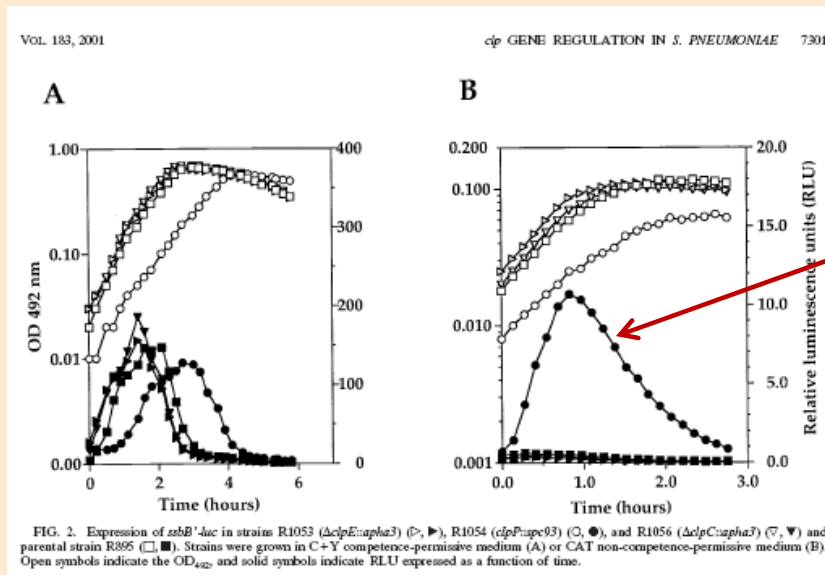 VOL. 183, 2001
clp GENE REGULATION IN S. PNEUMONIAE 7301
A
B
1.00
0.10
0.01
0.00
OD 492 nm
400
300
200
100
0
0 2 4 6
Time (hours)
0.200
0.100
0.010
0.001
20.0
15.0
10.0
5.0
0.0
Relative luminescence units (RLU)
0.0 1.0 2.0 3.0
Time (hours)
FIG. 2. Expression of ssbB'-luc in strains R1053 (ΔclpE::apha3) (▷, ▶), R1054 (clpP::spc93) (○, ●), and R1056 (ΔclpC::apha3) (▽, ▼) and
parental strain R895 (□, ■). Strains were grown in C+Y competence-permissive medium (A) or CAT non-competence-permissive medium (B).
Open symbols indicate the OD492, and solid symbols indicate RLU expressed as a function of time.